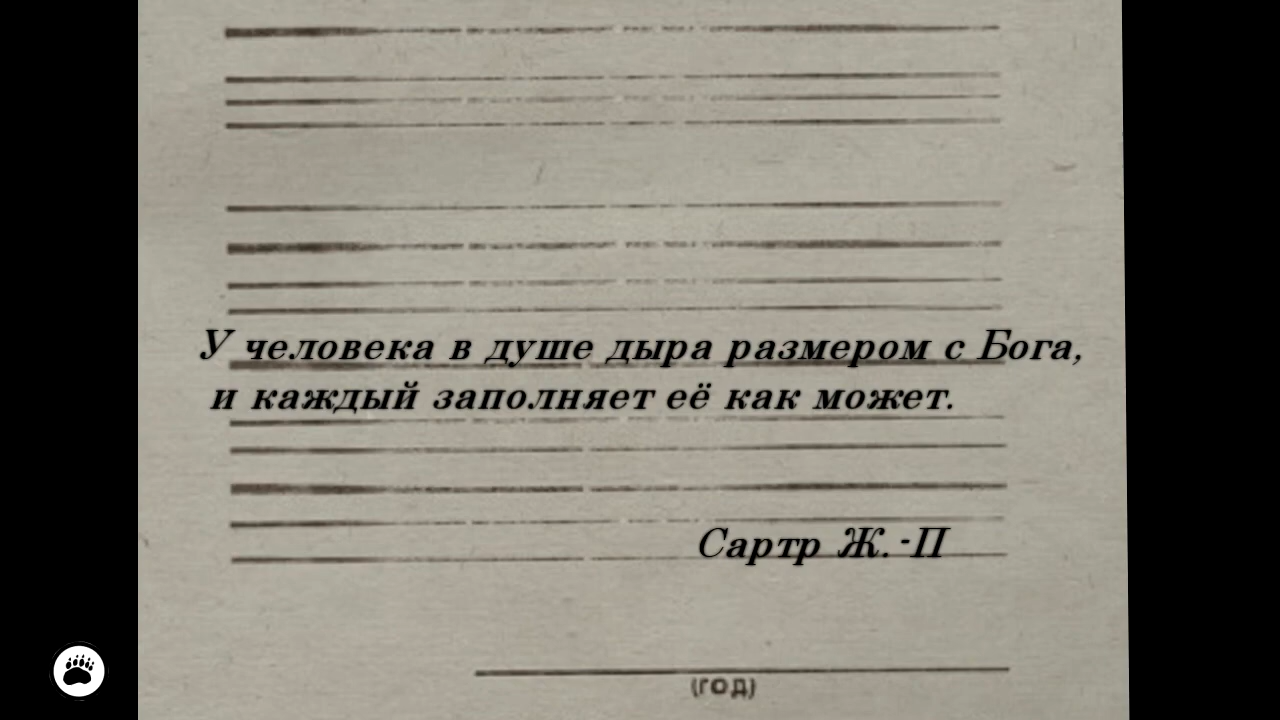 У человека в душе дыра размером с Бога,
и каждый заполняет её как может.
Сартр Ж.-П
(ГОД)